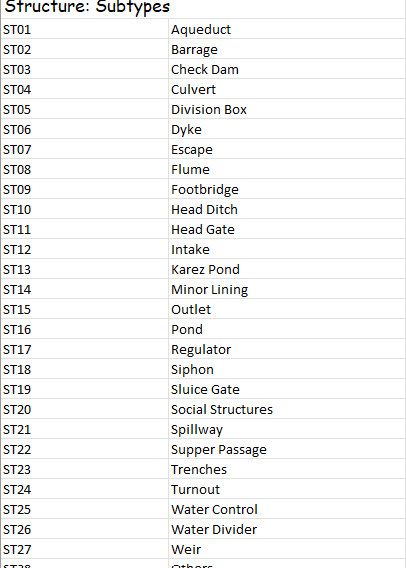 Structure: Subtypes
ST01 Aqueduct
ST02 Barrage
ST03 Check Dam
ST04 Culvert
ST05 Division Box
ST06 Dyke
ST07 Escape
ST08 Flume
ST09 Footbridge
ST10 Head Ditch
ST11 Head Gate
ST12 Intake
ST13 Karez Pond
ST14 Minor Lining
ST15 Outlet
ST16 Pond
ST17 Regulator
ST18 Siphon
ST19 Sluice Gate
ST20 Social Structures
ST21 Spillway
ST22 Supper Passage
ST23 Trenches
ST24 Turnout
ST25 Water Control
ST26 Water Divider
ST27 Weir
ST28 Others